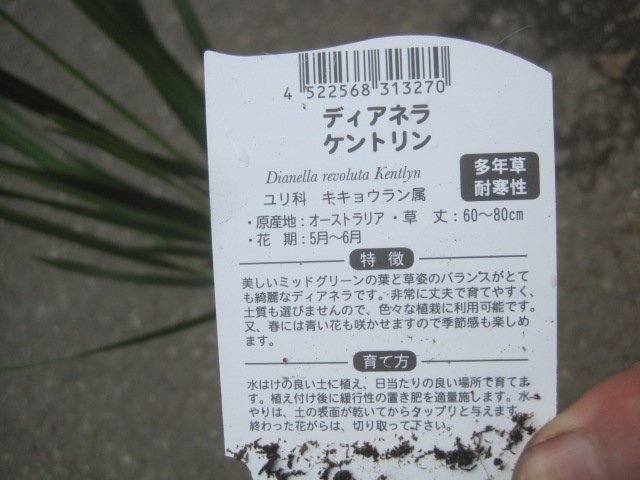 4 522568 313270
ディアネラ
ケントリン
Dianella revoluta Kentlyn
ユリ科 キキョウラン属
多年草
耐寒性
・原産地：オーストラリア・草 丈：60〜80cm
・花 期：5月〜6月
特徴
美しいミッドグリーンの葉と草姿のバランスがとて
も綺麗なディアネラです。非常に丈夫で育てやすく、
土質も選びませんので、色々な植栽に利用可能です。
又、春には青い花も咲かせますので季節感も楽しめ
ます。
育て方
水はけの良い土に植え、日当たりの良い場所で育てま
す。植え付け後に緩行性の置き肥を適量施します。水
やりは、土の表面が乾いてからタップリと与えます。
終わった花がらは、切り取って下さい。